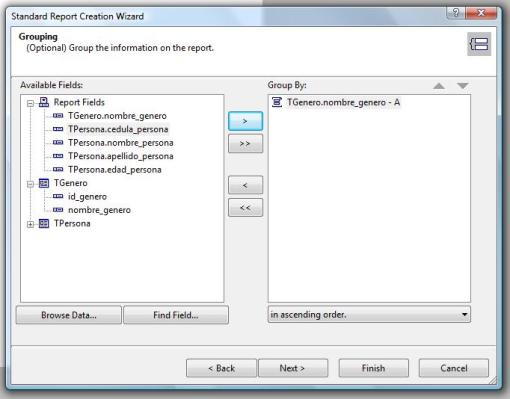 Standard Report Creation Wizard
Grouping
(Optional) Group the information on the report.
Available Fields:
Group By:
Report Fields
TGenero.nombre_genero
TPersona.cedula_persona
TPersona.nombre_persona
TPersona.apellido_persona
TPersona.edad_persona
TGenero
id_genero
nombre_genero
TPersona
>
>>
<
<<
TGenero.nombre_genero - A
Browse Data...
Find Field...
in ascending order.
< Back
Next >
Finish
Cancel